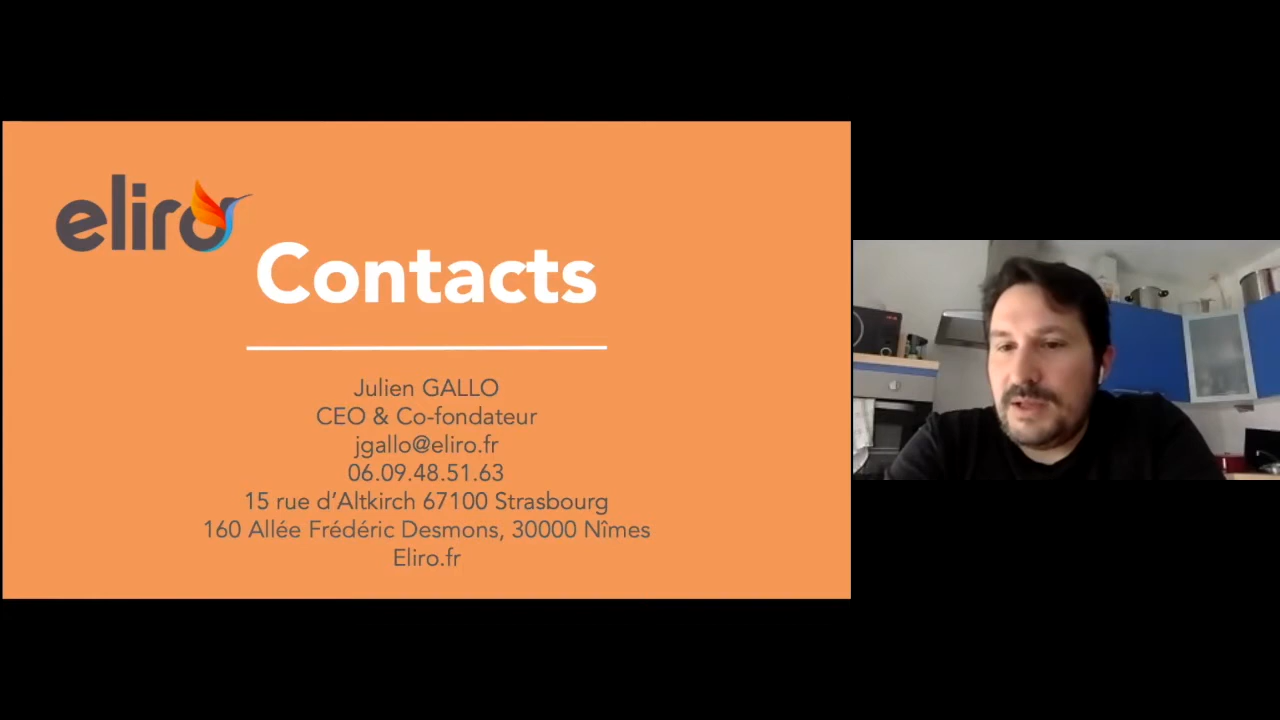 eliro
Contacts
Julien GALLO
CEO & Co-fondateur
jgallo@eliro.fr
06.09.48.51.63
15 rue d'Altkirch 67100 Strasbourg
160 Allée Frédéric Desmons, 30000 Nîmes
Eliro.fr